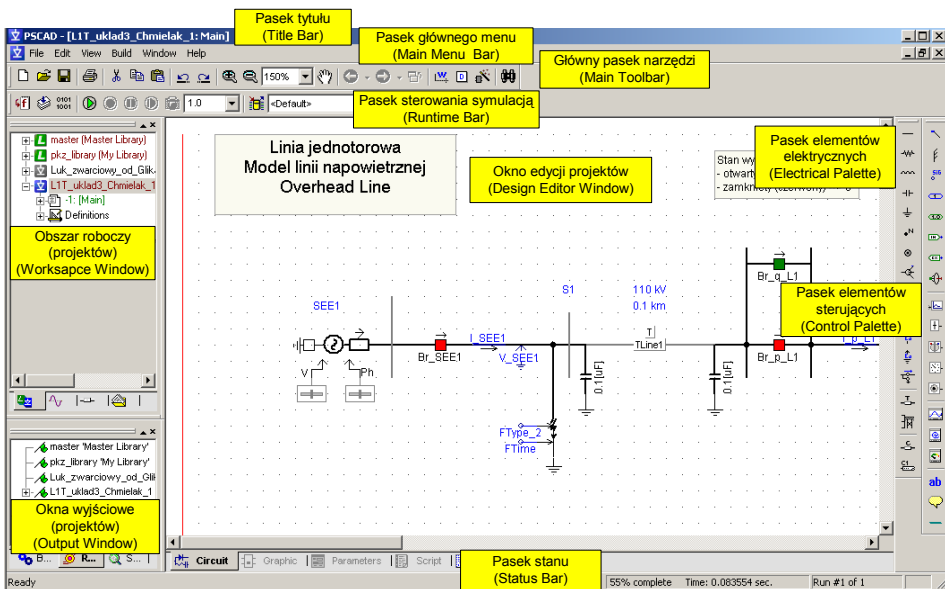 Pasek tytułu
(Title Bar)
PSCAD - [L1T_uklad3_Chmielak_1: Main]
File Edit View Build Window Help
Pasek głównego menu
(Main Menu Bar)
Główny pasek narzędzi
(Main Toolbar)
150%
Pasek sterowania symulacją
(Runtime Bar)
1.0
<Default>
master (Master Library)
pkz_library (My Library)
Luk_zwarciowy_od_Glik
L1T_uklad3_Chmielak_1
-1: [Main]
Definitions
Obszar roboczy
(projektów)
(Worksapce Window)
Linia jednotorowa
Model linii napowietrznej
Overhead Line
Okno edycji projektów
(Design Editor Window)
Stan wy
- otwart
- zamknięty (czerwony)
Pasek elementów
elektrycznych
(Electrical Palette)
Br_q_L1
Pasek elementów
sterujących
(Control Palette)
SEE1
S1
110 kV
0.1 km
I_SEE1
T
TLine1
Br_SEE1
V_SEE1
Br_p_L1
I_p_L1
V
Ph
0.1 [uF]
0.1 [uF]
FType_2
FTime
master 'Master Library'
pkz_library 'My Library'
Luk_zwarciowy_od_Glik
L1T_uklad3_Chmielak_1
Okna wyjściowe
(projektów)
(Output Window)
B... R... S...
Circuit Graphic Parameters Script
Pasek stanu
(Status Bar)
Ready
55% complete Time: 0.083554 sec. Run #1 of 1
ab